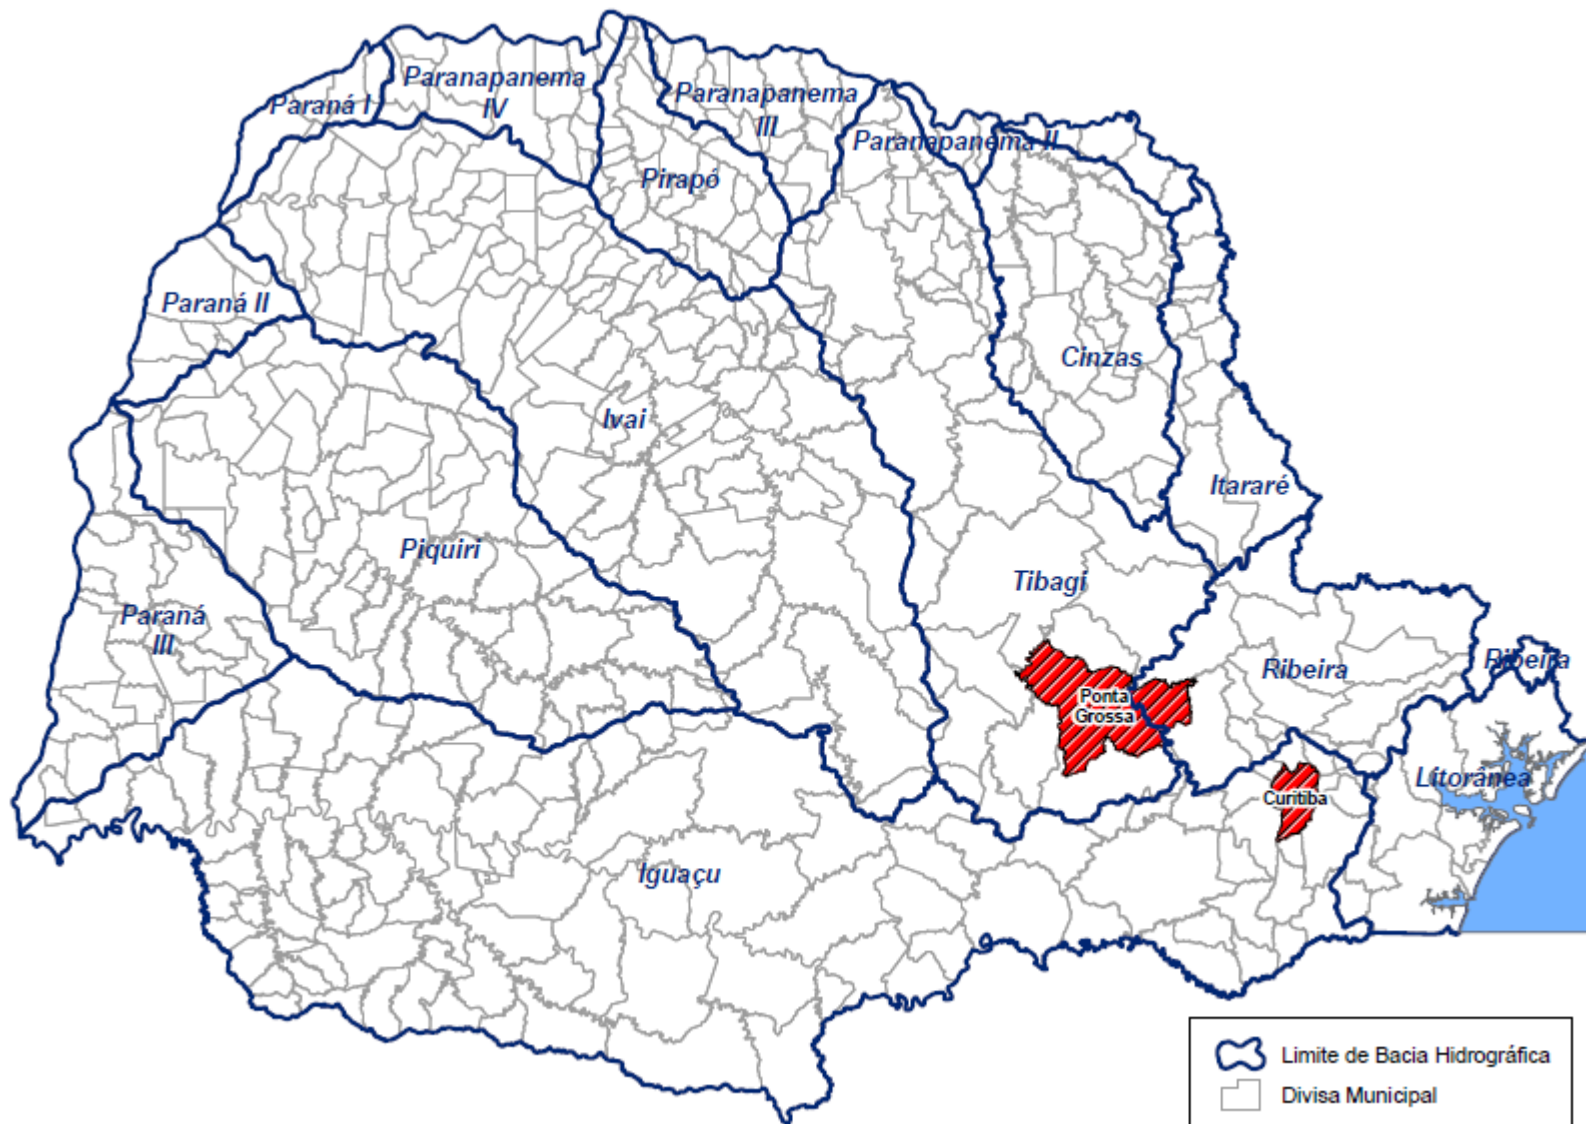 Paranapanema
IV
Paraná I
Paranapanema
III
Paranapanema II
Pirapó
Paraná II
Cinzas
Ivai
Itararé
Piquiri
Tibagi
Paraná
III
Ribeira
Ribeira
Ponta
Grossa
Litorânea
Curitiba
Iguaçu
Limite de Bacia Hidrográfica
Divisa Municipal